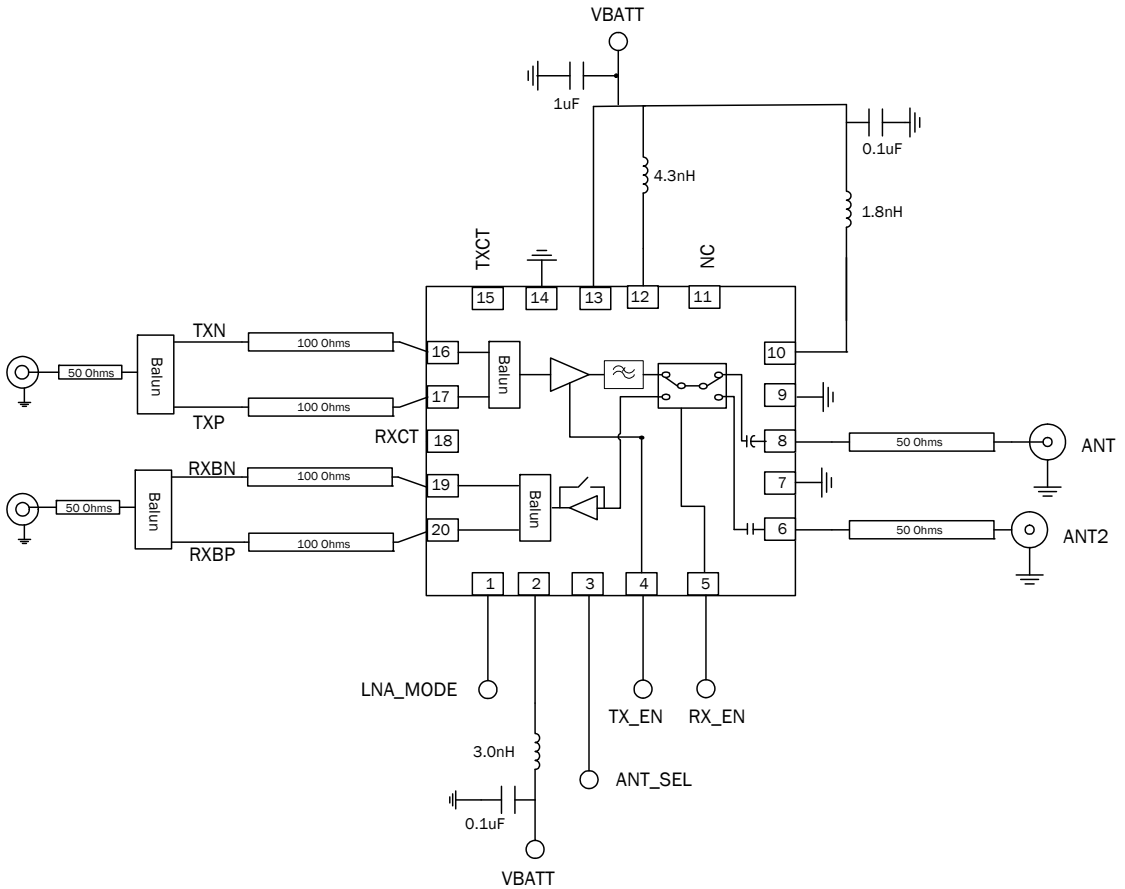 VBATT
1uF
0.1uF
4.3nH
1.8nH
TXCT
NC
15
14
13
12
11
TXN
100 Ohms
16
10
Balun
Balun
50 Ohms
9
100 Ohms
17
TXP
RXCT
18
8
50 Ohms
ANT
RXBN
100 Ohms
19
7
Balun
Balun
50 Ohms
20
6
50 Ohms
ANT2
100 Ohms
RXBP
1
2
3
4
5
LNA_MODE
TX_EN
RX_EN
3.0nH
ANT_SEL
0.1uF
VBATT